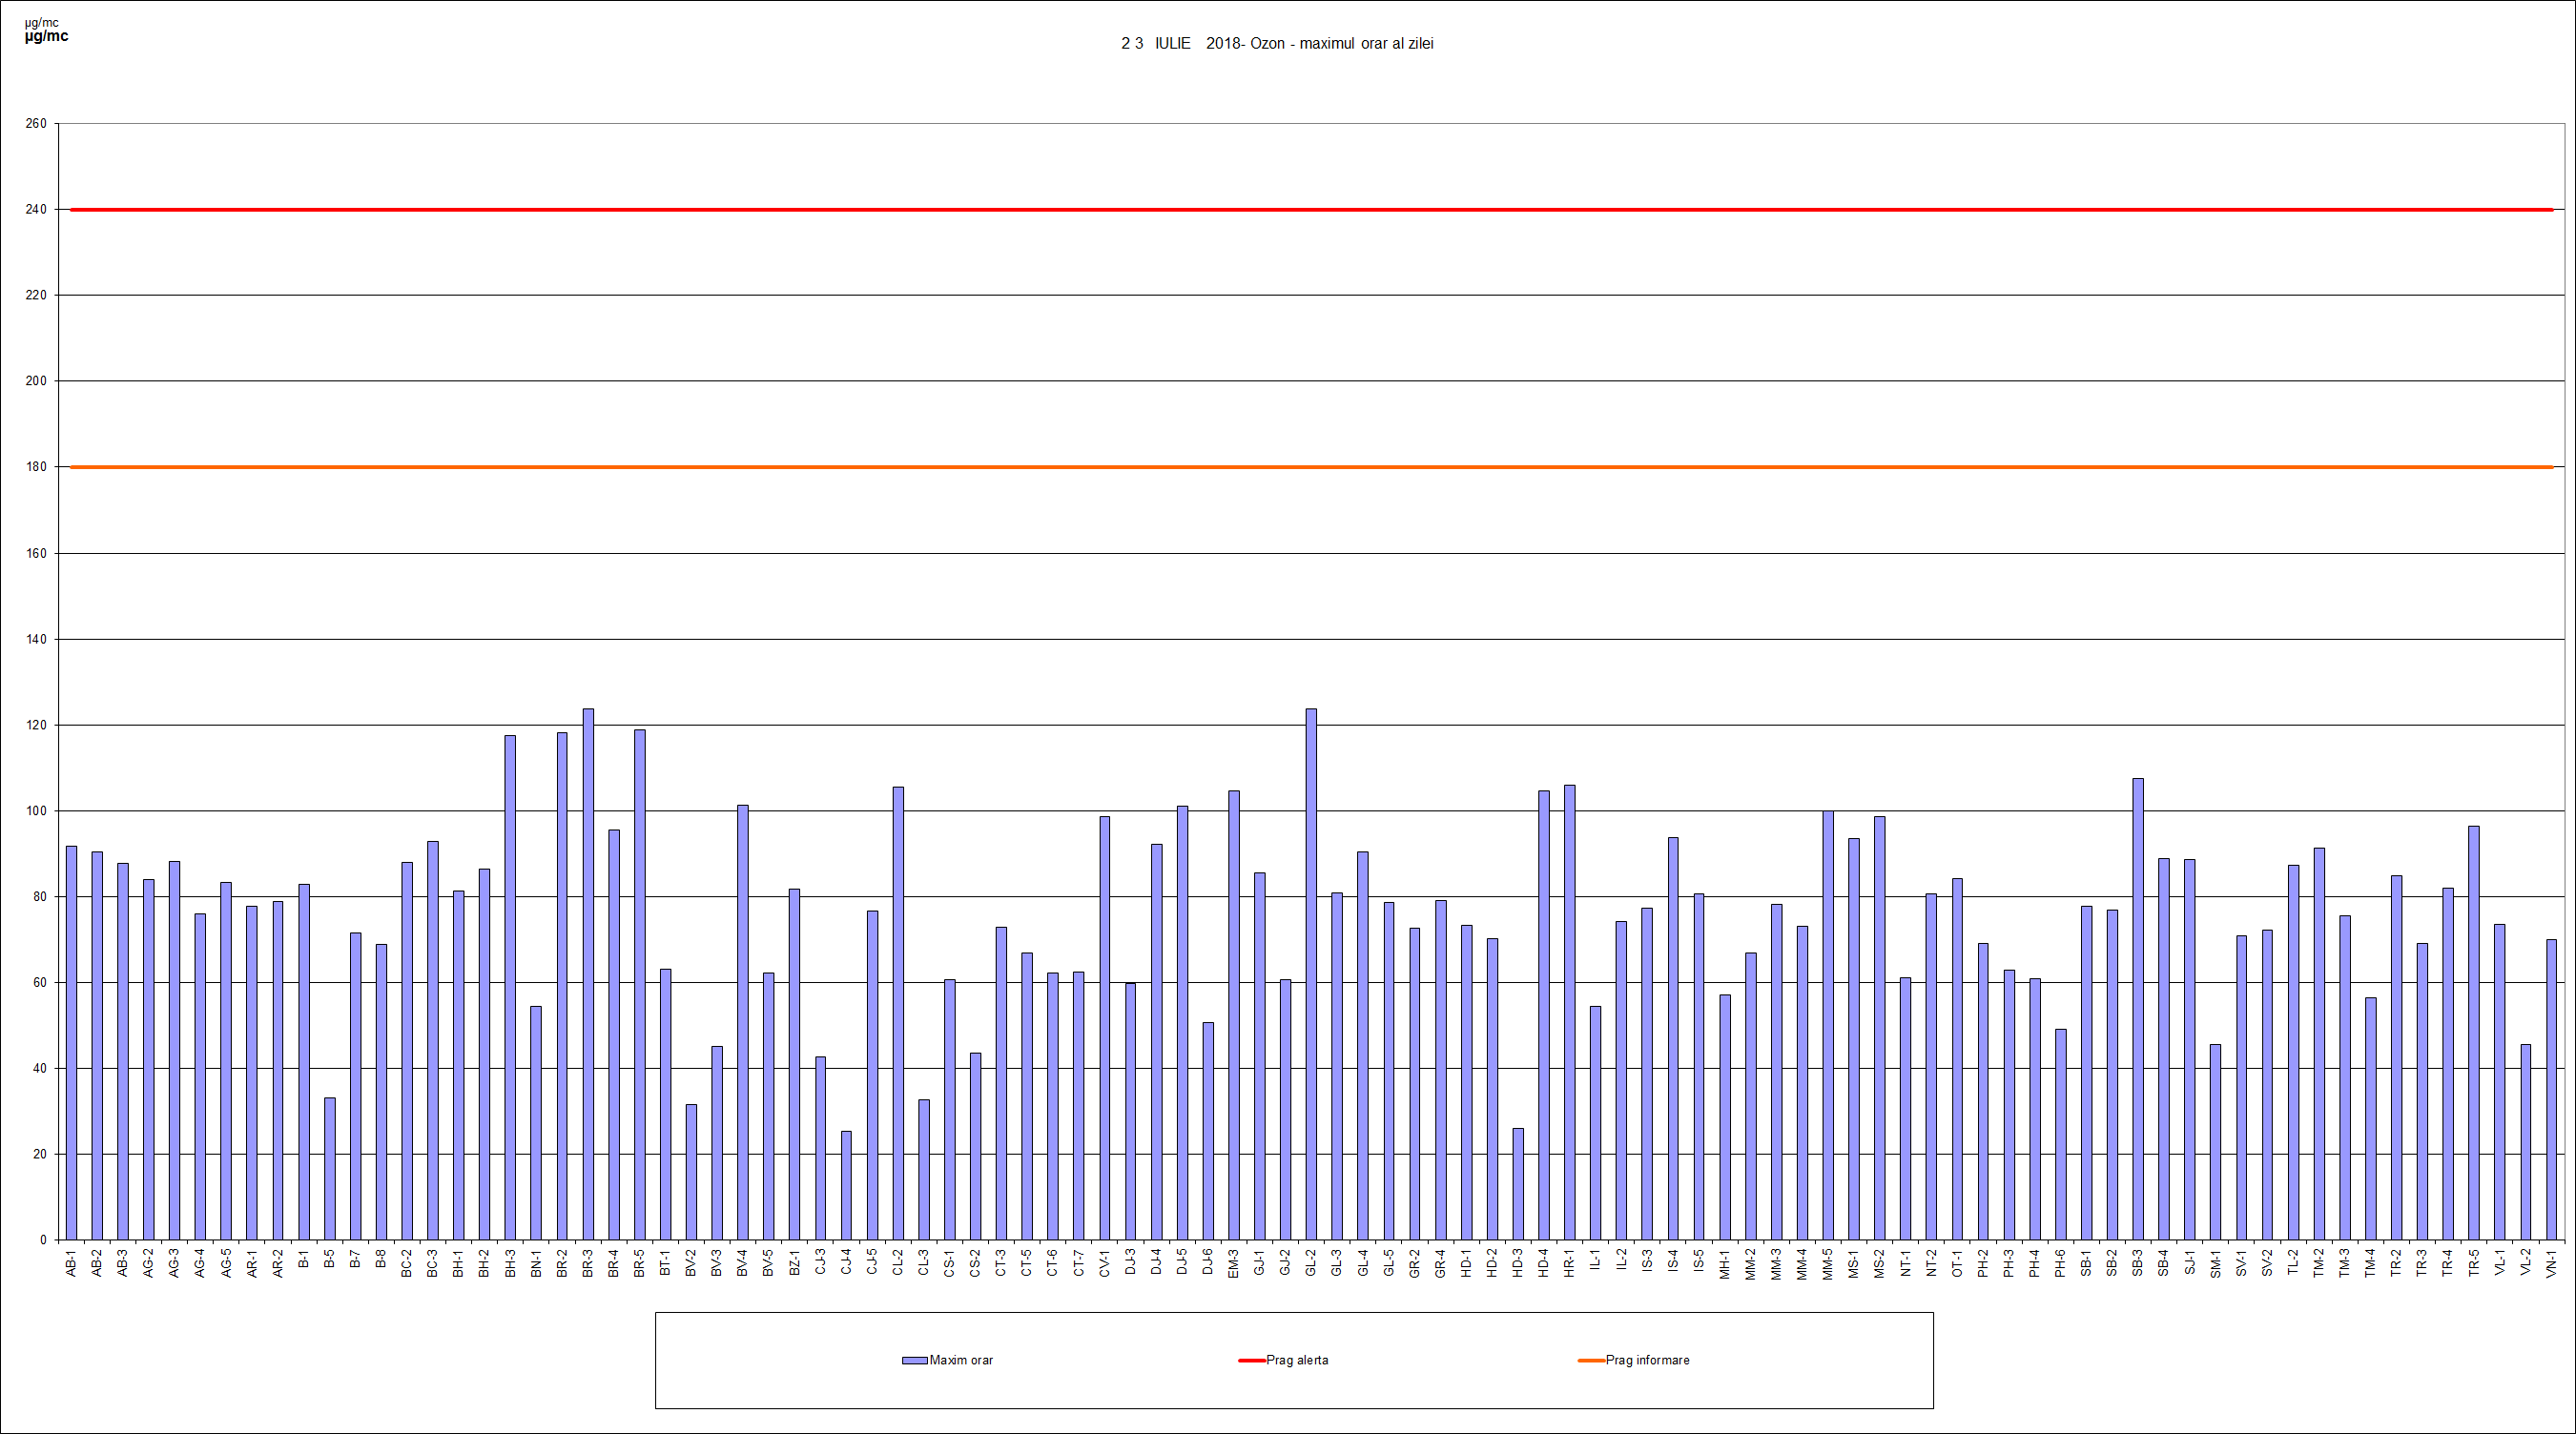 µg/mc
µg/mc
2 3 IULIE 2018- Ozon - maximul orar al zilei
260
240
220
200
180
160
140
120
100
80
60
40
20
0
AB-1 AB-2 AB-3 AG-2 AG-3 AG-4 AG-5 AR-1 AR-2 B-1 B-5 B-7 B-8 BC-2 BC-3 BH-1 BH-2 BH-3 BN-1 BR-2 BR-3 BR-4 BR-5 BT-1 BV-2 BV-3 BV-4 BV-5 BZ-1 CJ-3 CJ-4 CJ-5 CL-2 CL-3 CS-1 CS-2 CT-3 CT-5 CT-6 CT-7 CV-1 DJ-3 DJ-4 DJ-5 DJ-6 EM-3 GJ-1 GJ-2 GL-2 GL-3 GL-4 GL-5 GR-2 GR-4 HD-1 HD-2 HD-3 HD-4 HR-1 IL-1 IL-2 IS-3 IS-4 IS-5 MH-1 MM-2 MM-3 MM-4 MM-5 MS-1 MS-2 NT-1 NT-2 OT-1 PH-2 PH-3 PH-4 PH-6 SB-1 SB-2 SB-3 SB-4 SJ-1 SM-1 SV-1 SV-2 TL-2 TM-2 TM-3 TM-4 TR-2 TR-3 TR-4 TR-5 VL-1 VL-2 VN-1
Maxim orar Prag alerta Prag informare